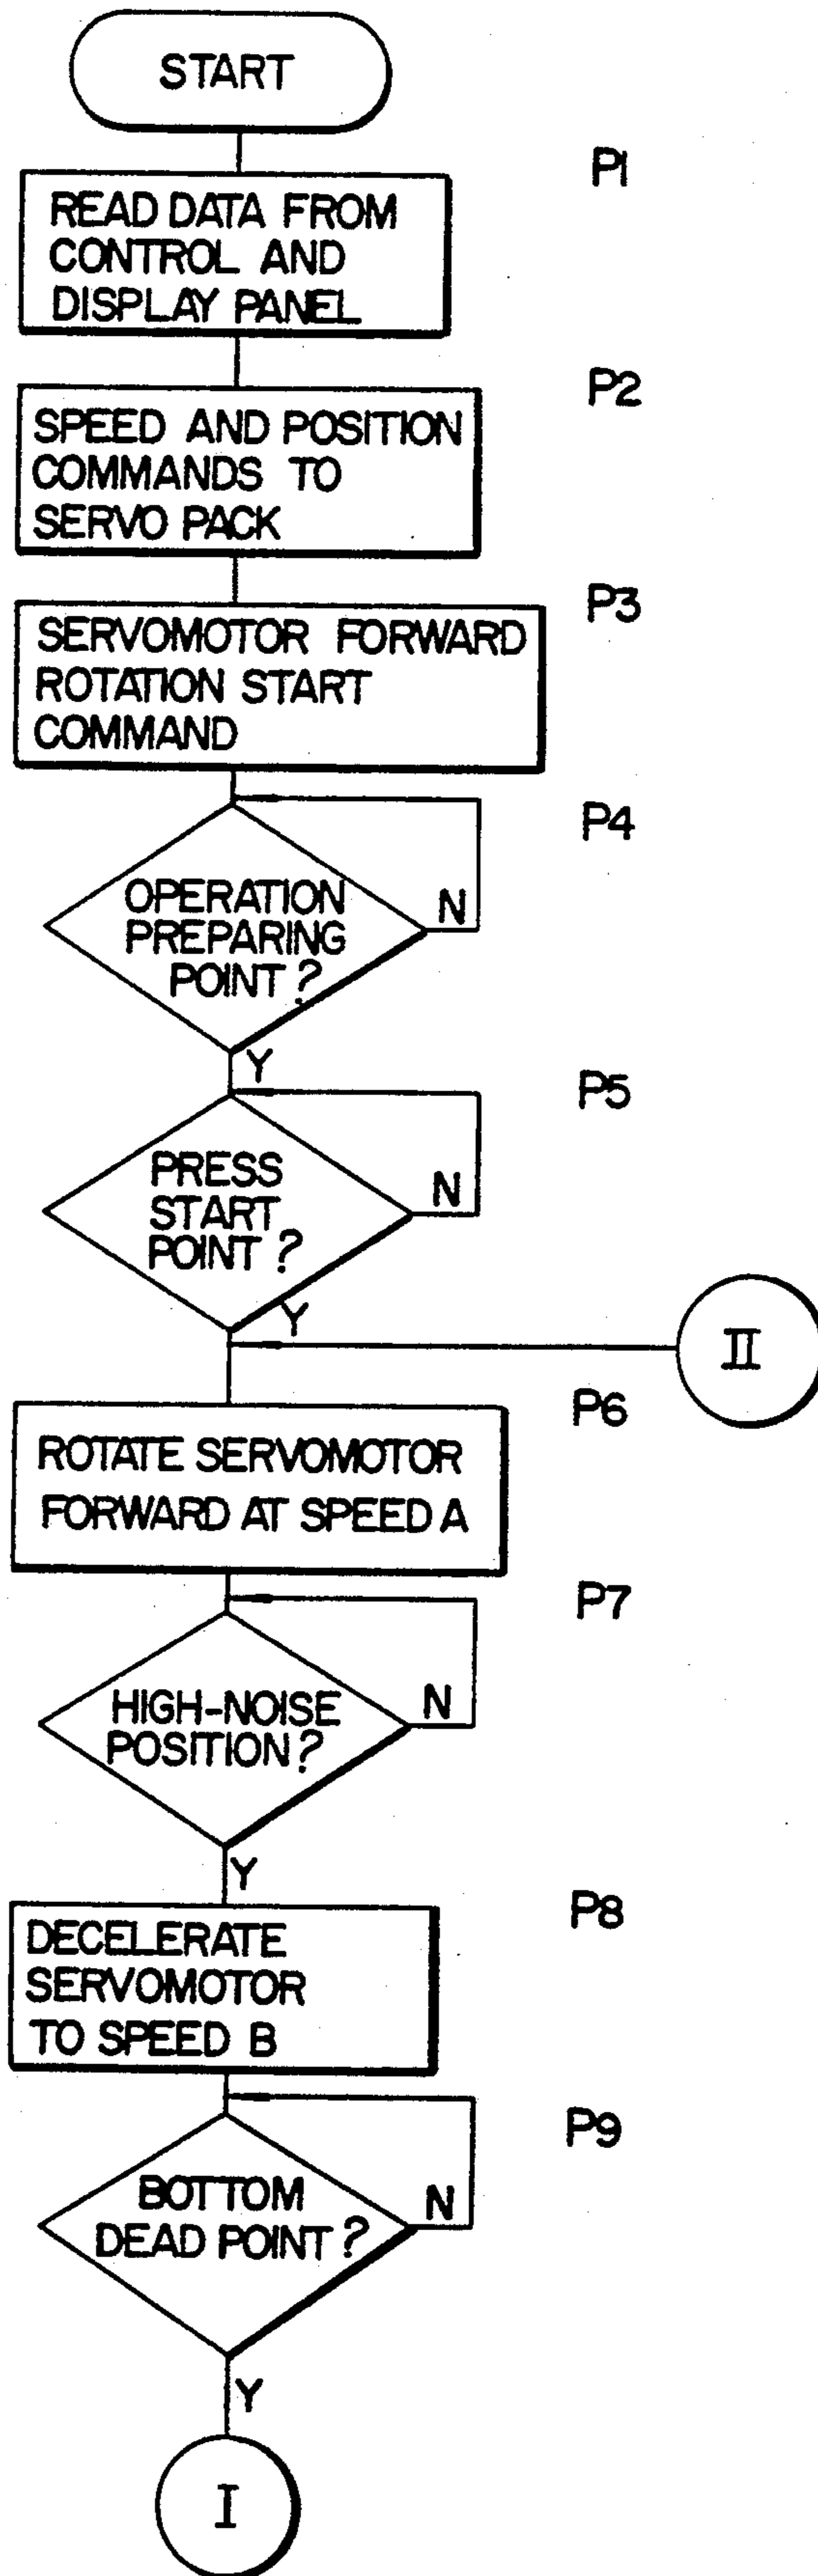 START
P1
READ DATA FROM
CONTROL AND
DISPLAY PANEL
P2
SPEED AND POSITION
COMMANDS TO
SERVO PACK
P3
SERVOMOTOR FORWARD
ROTATION START
COMMAND
P4
OPERATION
PREPARING
POINT?
N
Y
P5
PRESS
START
POINT?
N
Y
II
P6
ROTATE SERVOMOTOR
FORWARD AT SPEED A
P7
HIGH-NOISE
POSITION?
N
Y
P8
DECELERATE
SERVOMOTOR
TO SPEED B
P9
BOTTOM
DEAD POINT?
N
Y
I